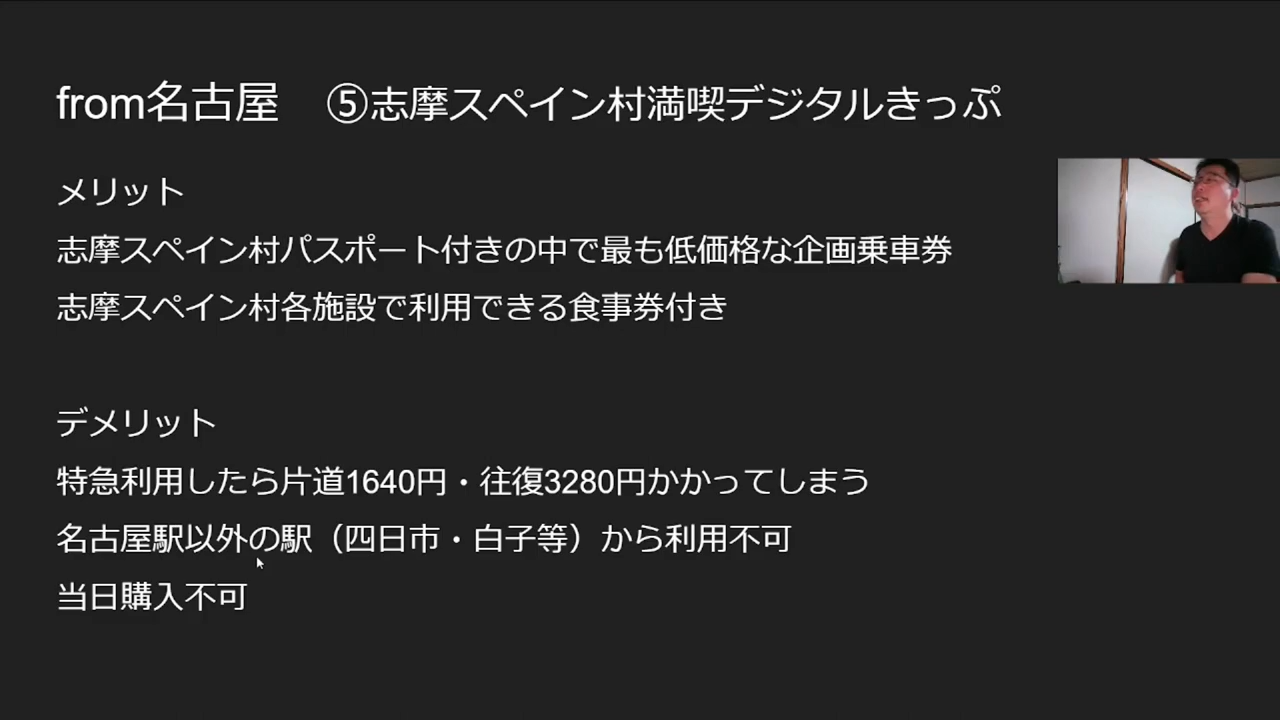 from名古屋　⑤志摩スペイン村満喫デジタルきっぷ
メリット
志摩スペイン村パスポート付きの中で最も低価格な企画乗車券
志摩スペイン村各施設で利用できる食事券付き
デメリット
特急利用したら片道1640円・往復3280円かかってしまう
名古屋駅以外の駅（四日市・白子等）から利用不可
当日購入不可